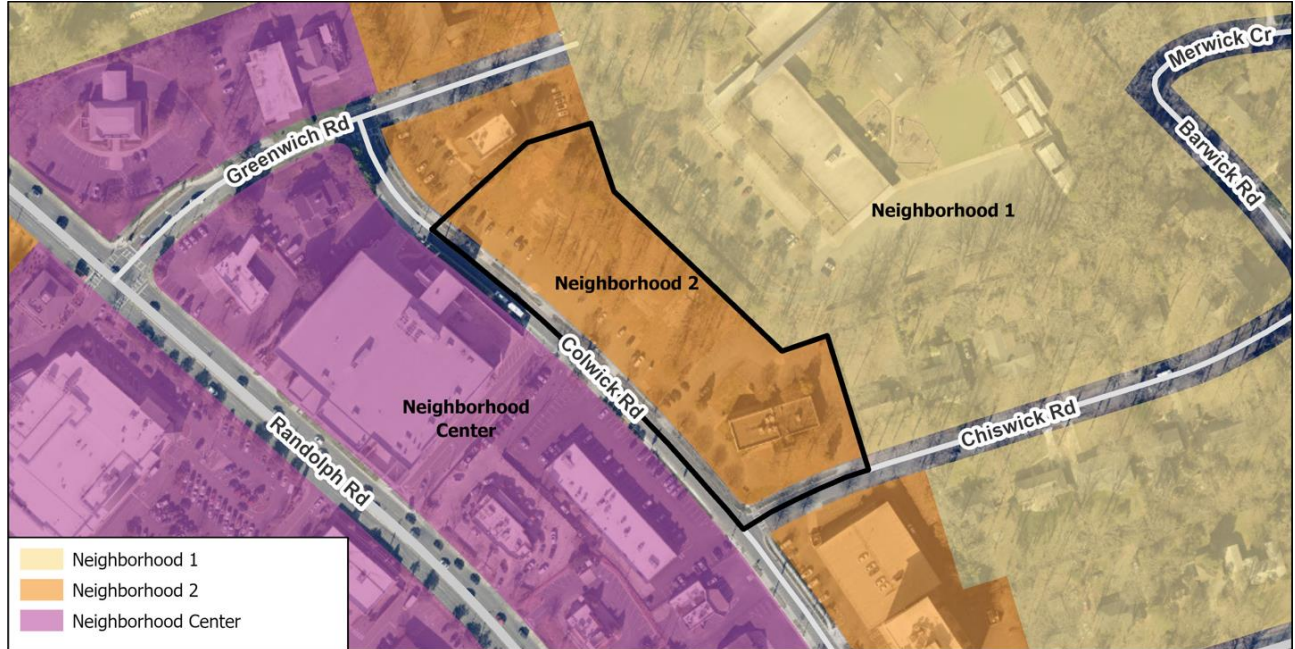 Merwick Cr
Greenwich Rd
Barwick Rd
Neighborhood 1
Neighborhood 2
Colwick Rd
Neighborhood
Center
Chiswick Rd
Randolph Rd
Neighborhood 1
Neighborhood 2
Neighborhood Center